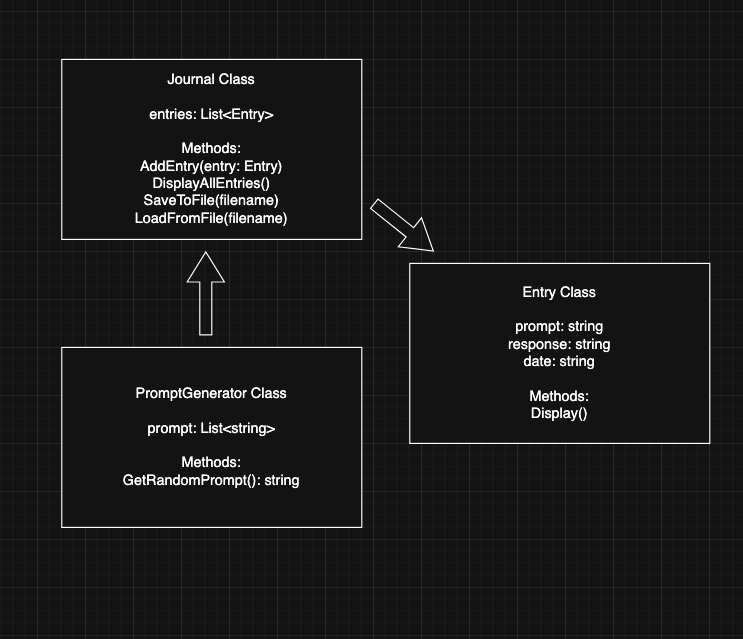 Journal Class
entries: List<Entry>
Methods:
AddEntry(entry: Entry)
DisplayAllEntries()
SaveToFile(filename)
LoadFromFile(filename)
Entry Class
prompt: string
response: string
date: string
Methods:
Display()
PromptGenerator Class
prompt: List<string>
Methods:
GetRandomPrompt(): string